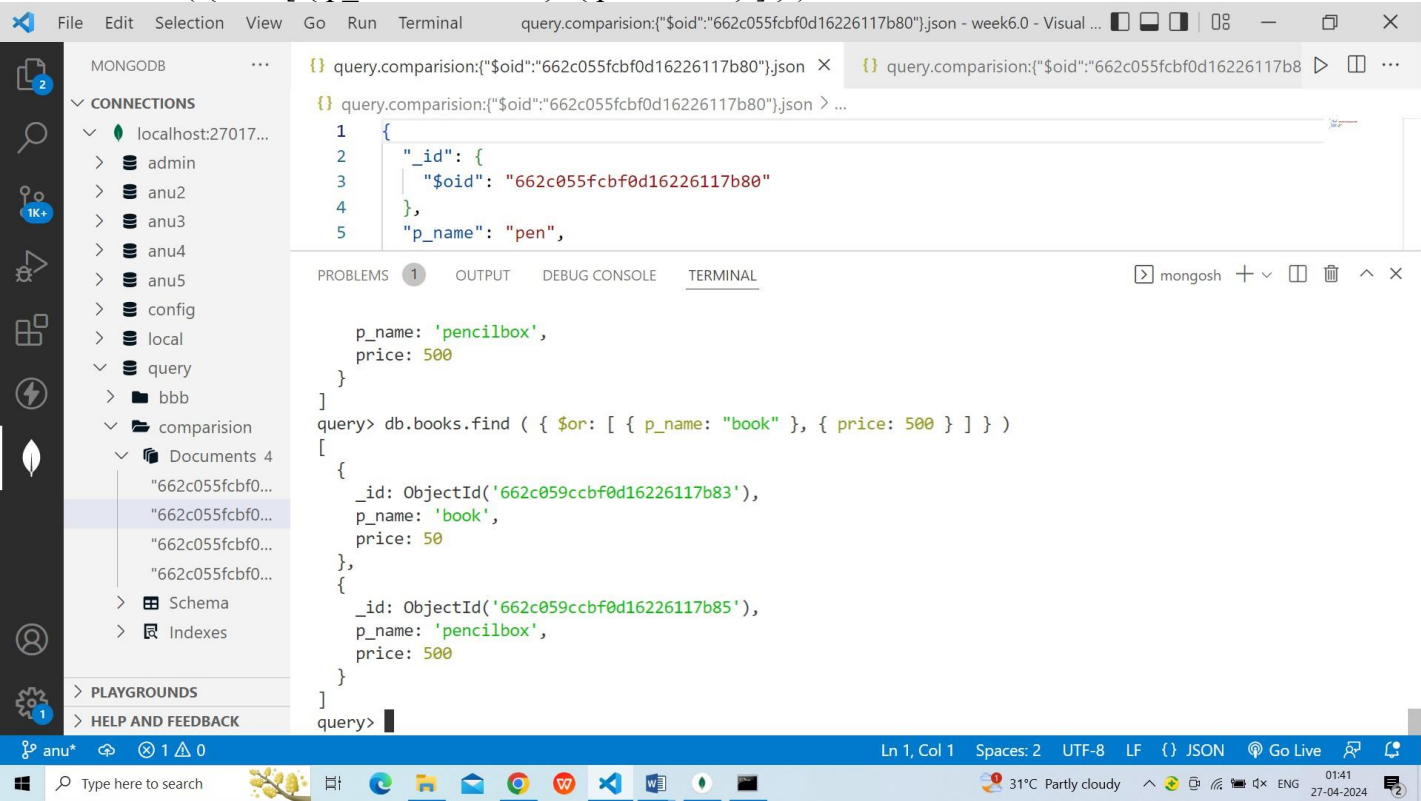 File Edit Selection View Go Run Terminal query.comparision:{"$oid":"662c055fcbf0d16226117b80"}.json - week6.0 - Visual ...
MONGODB ...
2
CONNECTIONS
localhost:27017...
admin
anu2
1K+
anu3
anu4
anu5
config
local
query
bbb
comparision
Documents 4
"662c055fcbf0...
"662c055fcbf0...
"662c055fcbf0...
"662c055fcbf0...
Schema
Indexes
PLAYGROUNDS
1
HELP AND FEEDBACK
{} query.comparision:{"$oid":"662c055fcbf0d16226117b80"}.json × {} query.comparision:{"$oid":"662c055fcbf0d16226117b8 ...
{} query.comparision:{"$oid":"662c055fcbf0d16226117b80"}.json > ...
1 {
2 "_id": {
3 "$oid": "662c055fcbf0d16226117b80"
4 },
5 "p_name": "pen",
PROBLEMS 1 OUTPUT DEBUG CONSOLE TERMINAL mongosh
p_name: 'pencilbox',
price: 500
}
]
query> db.books.find ( { $or: [ { p_name: "book" }, { price: 500 } ] } )
[
{
_id: ObjectId('662c059ccbf0d16226117b83'),
p_name: 'book',
price: 50
},
{
_id: ObjectId('662c059ccbf0d16226117b85'),
p_name: 'pencilbox',
price: 500
}
]
query>
anu* 1 0 Ln 1, Col 1 Spaces: 2 UTF-8 LF {} JSON Go Live
Type here to search 31°C Partly cloudy ENG 01:41
27-04-2024 2